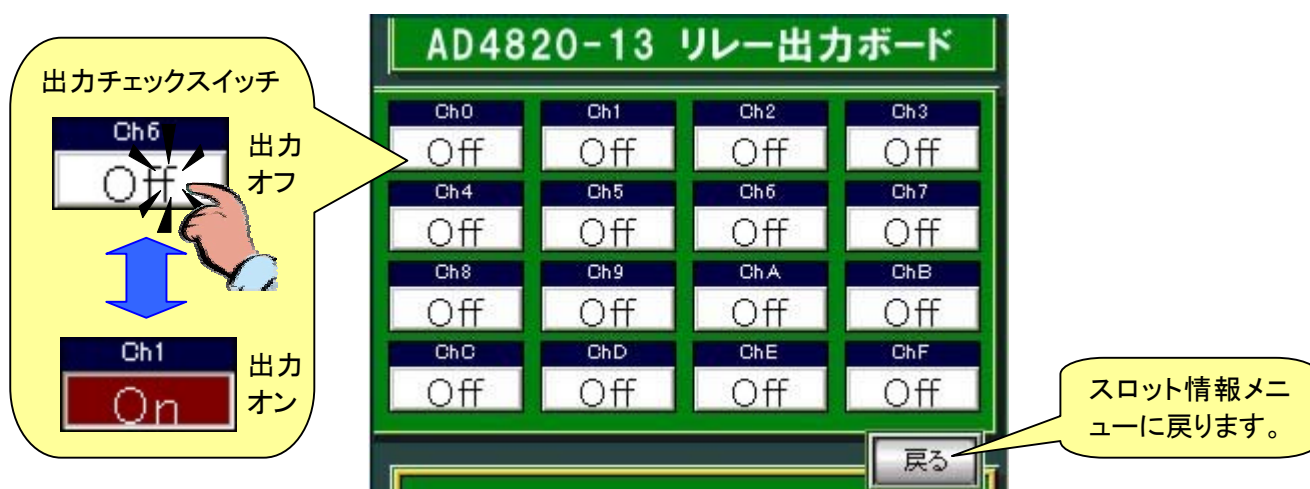 出力チェックスイッチ
Ch6
Off
出力
オフ
Ch1
On
出力
オン
AD4820-13 リレー出力ボード
Ch0 Ch1 Ch2 Ch3
Off Off Off Off
Ch4 Ch5 Ch6 Ch7
Off Off Off Off
Ch8 Ch9 ChA ChB
Off Off Off Off
ChC ChD ChE ChF
Off Off Off Off
戻る
スロット情報メニ
ューに戻ります。